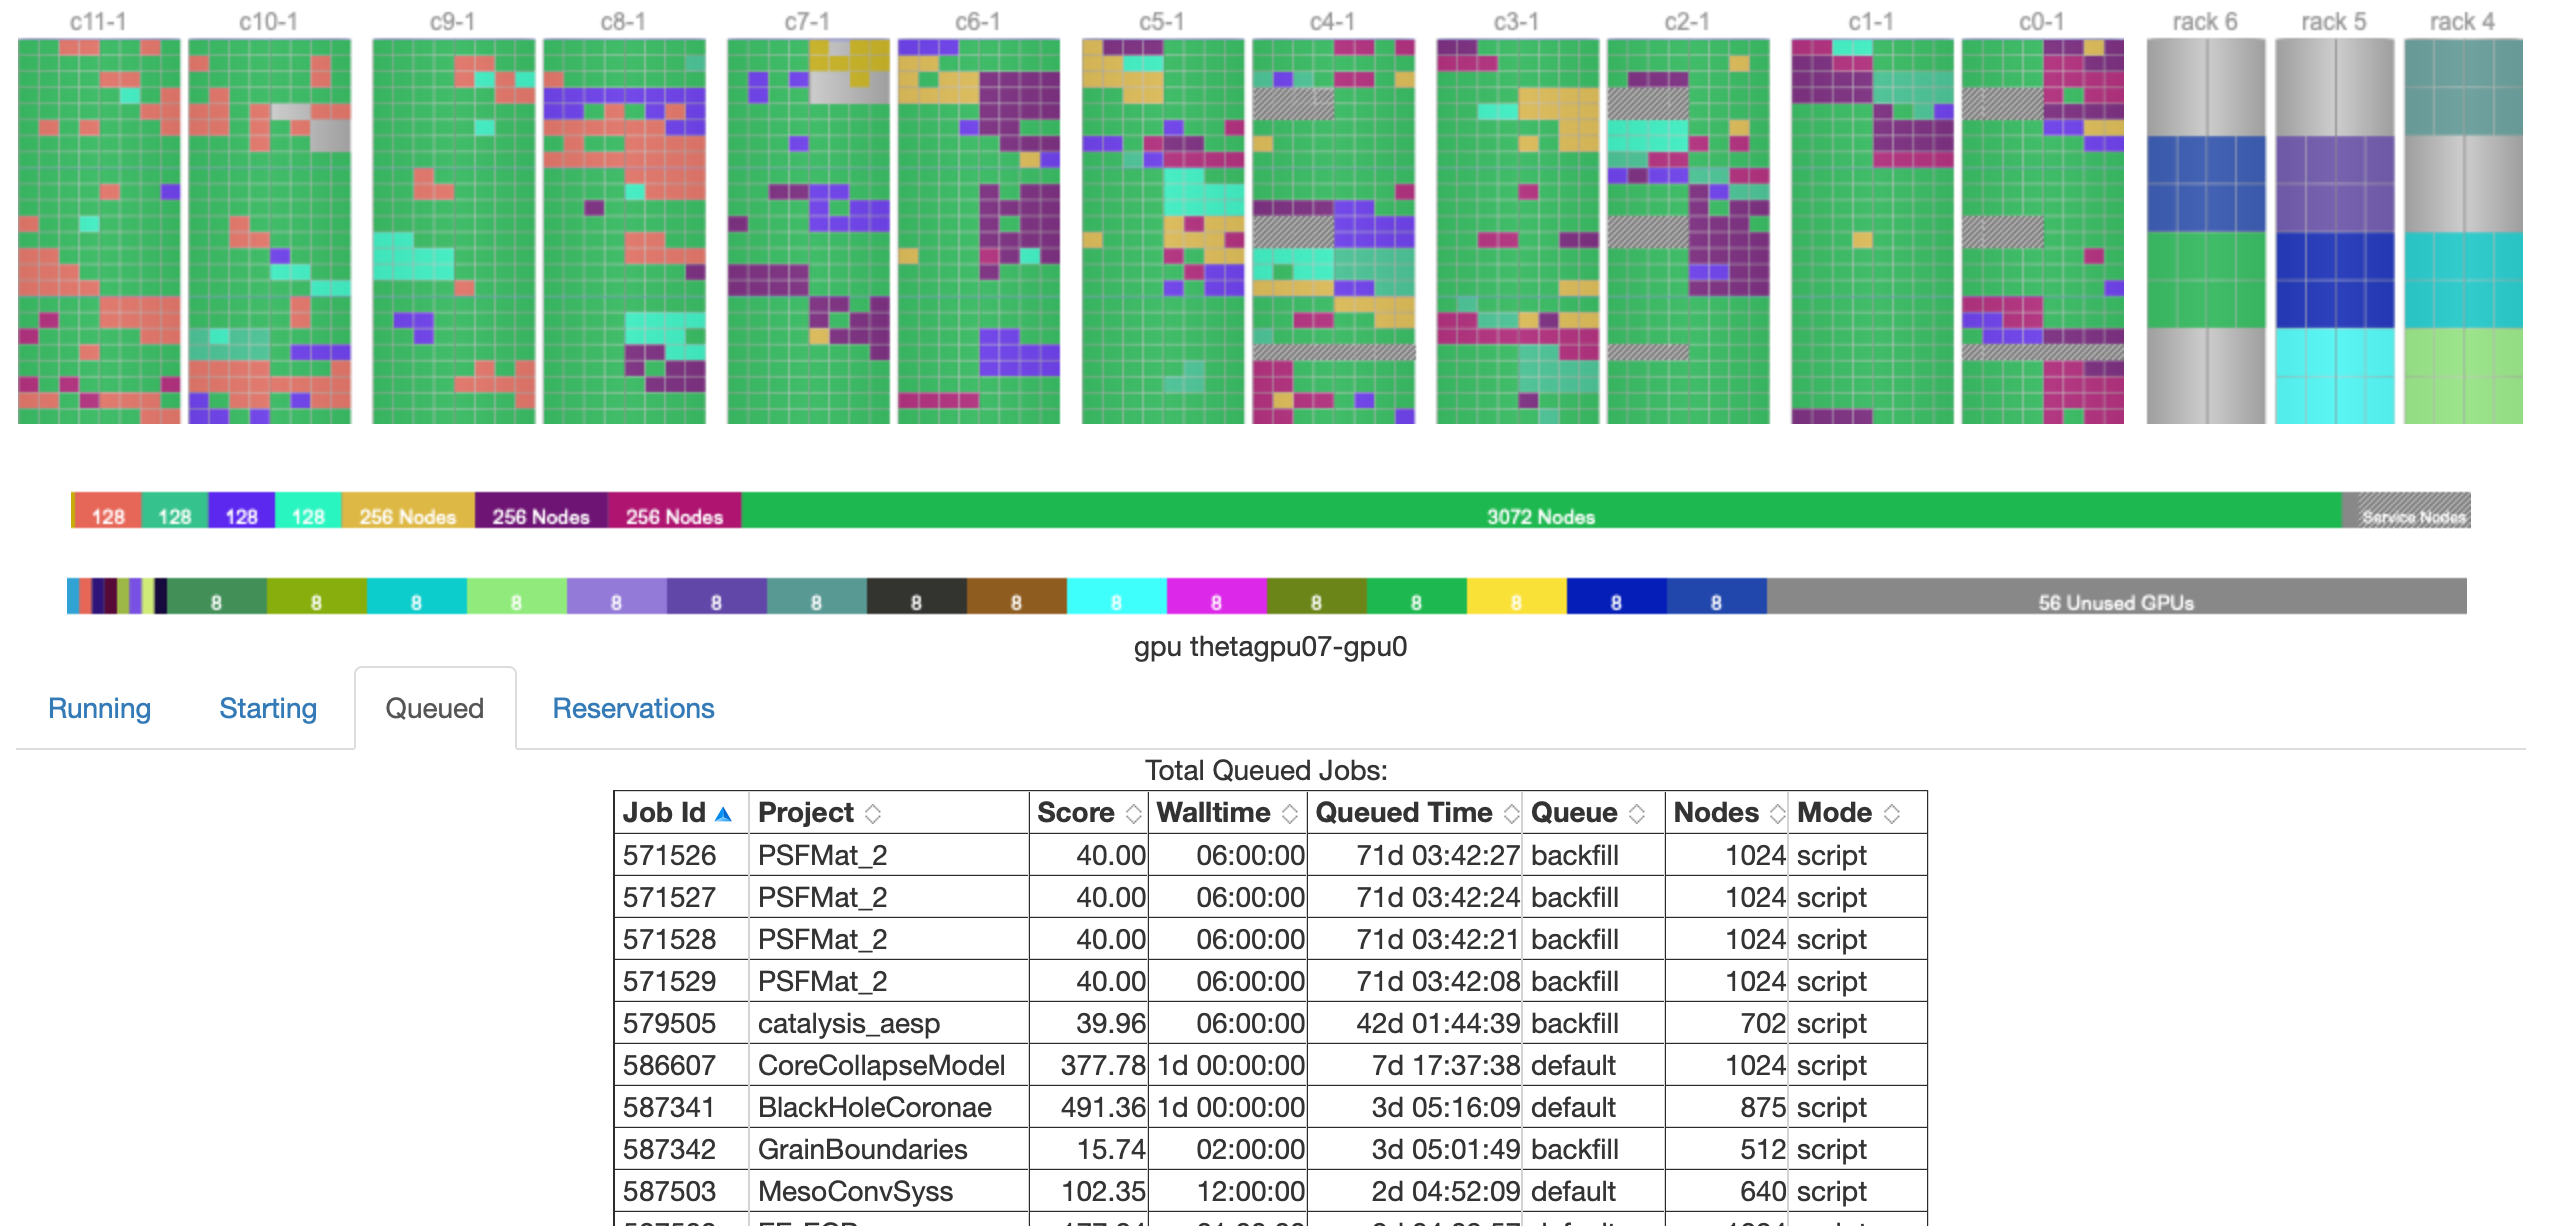 c11-1 c10-1 c9-1 c8-1 c7-1 c6-1 c5-1 c4-1 c3-1 c2-1 c1-1 c0-1 rack 6 rack 5 rack 4
128 128 128 128 256 Nodes 256 Nodes 256 Nodes 3072 Nodes Service Nodes
8 8 8 8 8 8 8 8 8 8 8 8 8 8 8 8 56 Unused GPUs
gpu thetagpu07-gpu0
Running Starting Queued Reservations
Total Queued Jobs:
Job Id Project Score Walltime Queued Time Queue Nodes Mode
571526 PSFMat_2 40.00 06:00:00 71d 03:42:27 backfill 1024 script
571527 PSFMat_2 40.00 06:00:00 71d 03:42:24 backfill 1024 script
571528 PSFMat_2 40.00 06:00:00 71d 03:42:21 backfill 1024 script
571529 PSFMat_2 40.00 06:00:00 71d 03:42:08 backfill 1024 script
579505 catalysis_aesp 39.96 06:00:00 42d 01:44:39 backfill 702 script
586607 CoreCollapseModel 377.78 1d 00:00:00 7d 17:37:38 default 1024 script
587341 BlackHoleCoronae 491.36 1d 00:00:00 3d 05:16:09 default 875 script
587342 GrainBoundaries 15.74 02:00:00 3d 05:01:49 backfill 512 script
587503 MesoConvSyss 102.35 12:00:00 2d 04:52:09 default 640 script